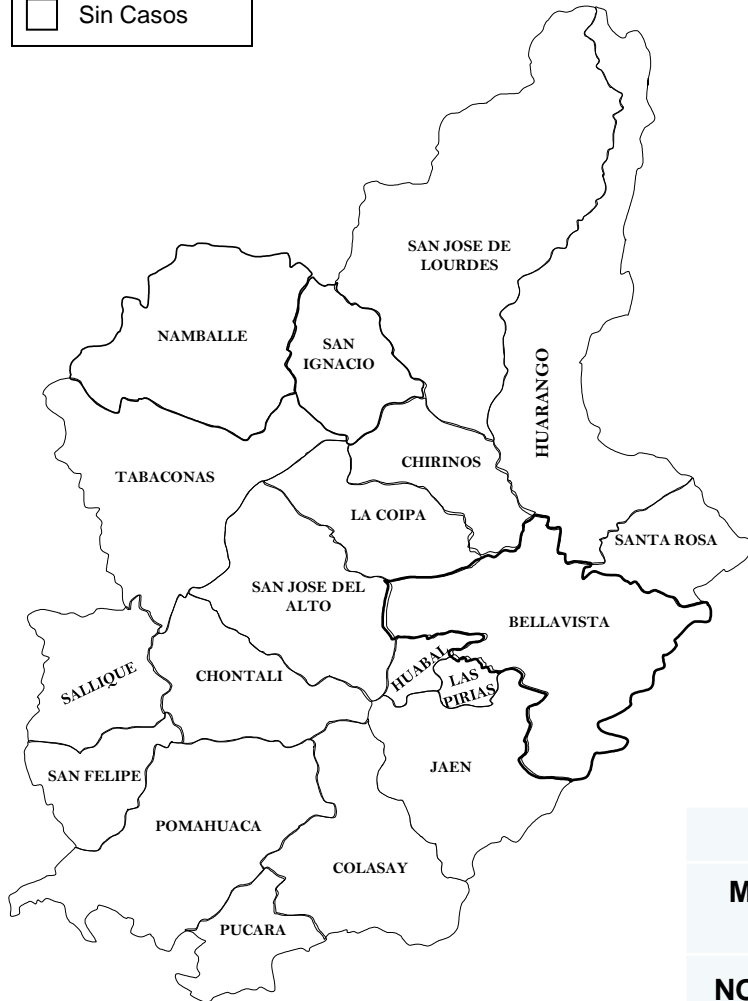 Sin Casos
SAN JOSE DE
LOURDES
NAMBALLE
SAN
IGNACIO
HUARANGO
CHIRINOS
TABACONAS
LA COIPA
SANTA ROSA
SAN JOSE DEL
ALTO
BELLAVISTA
HUABAL
LAS
PIRIAS
SALLIQUE
CHONTALI
JAEN
SAN FELIPE
POMAHUACA
COLASAY
PUCARA
M
NO